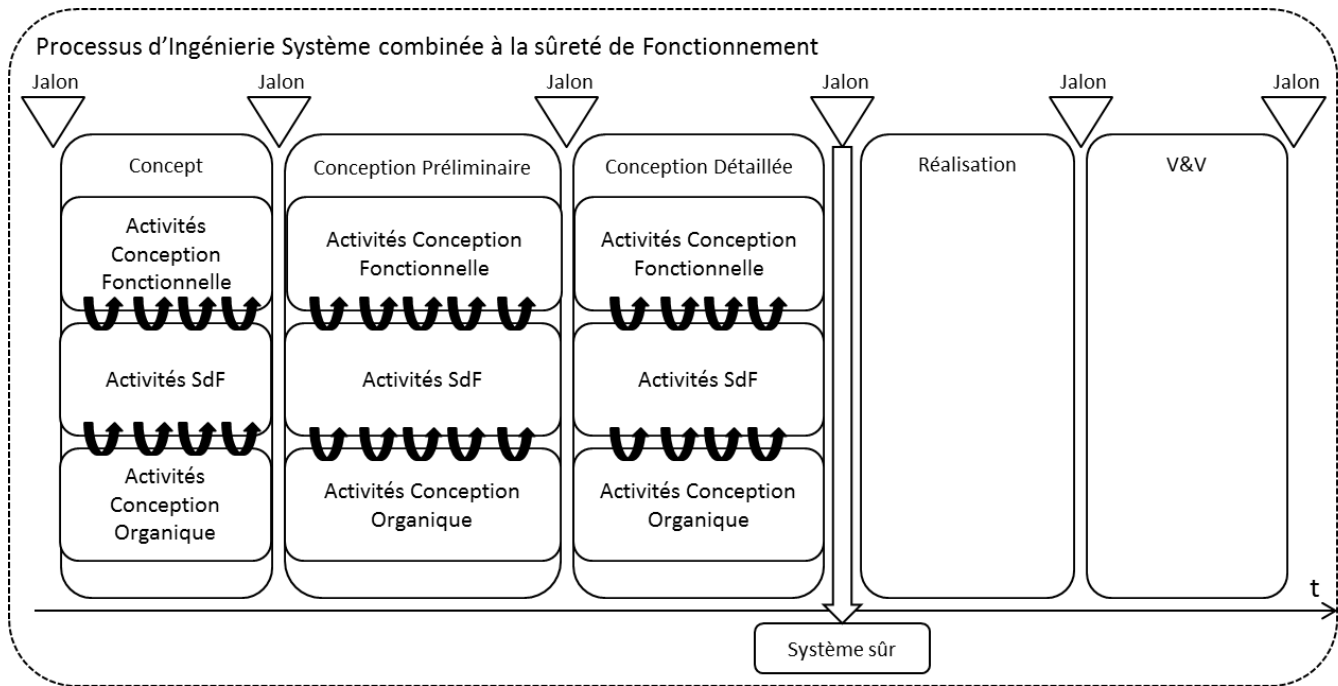 Processus d'Ingénierie Système combinée à la sûreté de Fonctionnement
Jalon
Jalon
Jalon
Jalon
Jalon
Jalon
Concept
Conception Préliminaire
Conception Détaillée
Réalisation
V&V
Activités
Conception
Fonctionnelle
Activités Conception
Fonctionnelle
Activités Conception
Fonctionnelle
Activités SdF
Activités SdF
Activités SdF
Activités
Conception
Organique
Activités Conception
Organique
Activités Conception
Organique
t
Système sûr